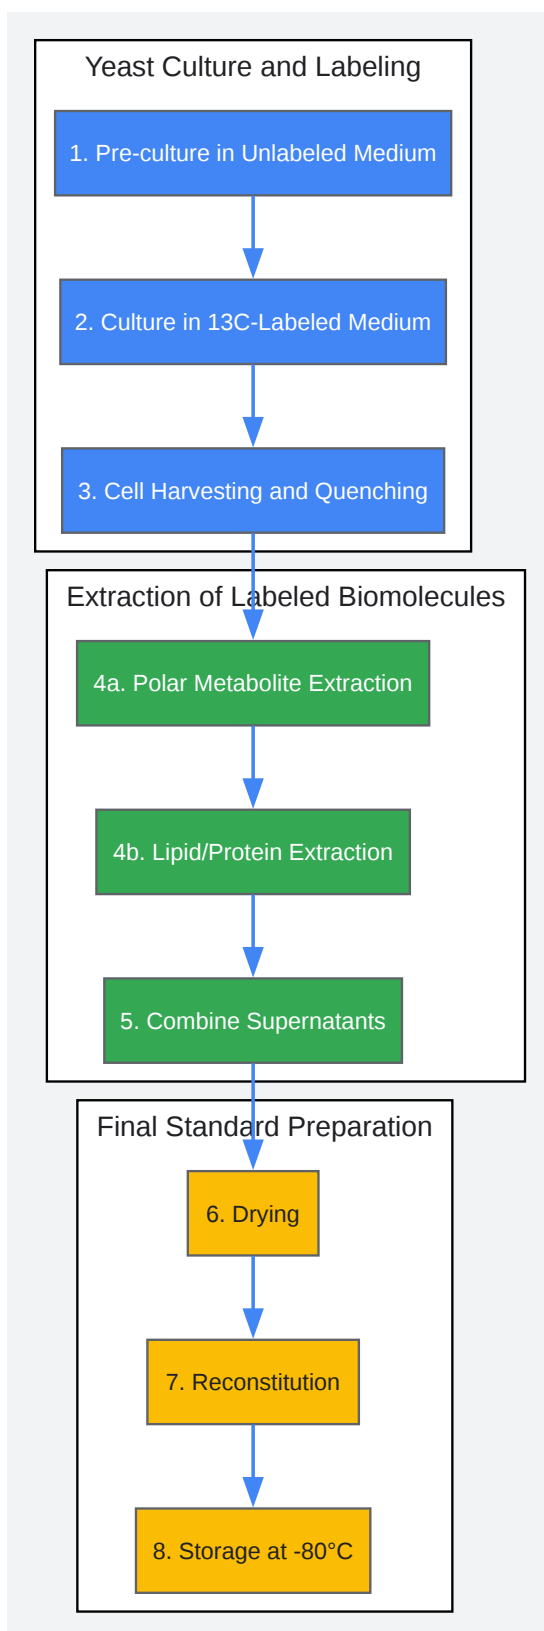 Yeast Culture and Labeling
1. Pre-culture in Unlabeled Medium
2. Culture in 13C-Labeled Medium
3. Cell Harvesting and Quenching
Extraction of Labeled Biomolecules
4a. Polar Metabolite Extraction
4b. Lipid/Protein Extraction
5. Combine Supernatants
Final Standard Preparation
6. Drying
7. Reconstitution
8. Storage at -80°C